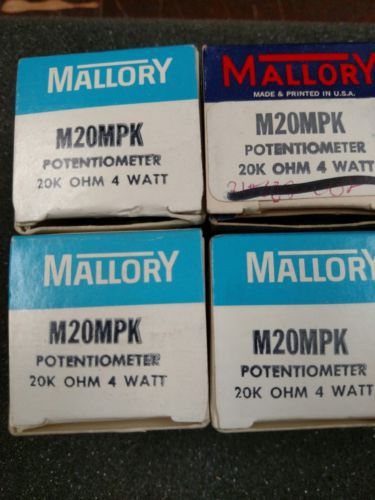 MALLORY
M20MPK
POTENTIOMETER
20K OHM 4 WATT
MALLORY
MADE & PRINTED IN U.S.A.
M20MPK
POTENTIOMETER
20K OHM 4 WATT
MALLORY
M20MPK
POTENTIOMETER
20K OHM 4 WATT
MALLORY
M20MPK
POTENTIOMETER
20K OHM 4 WATT